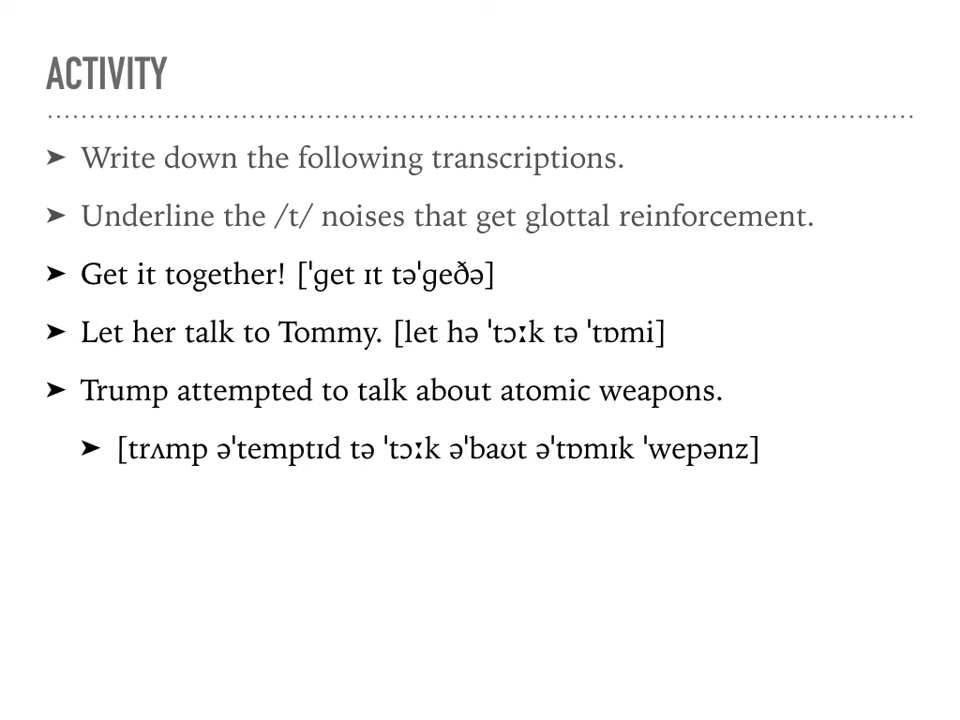 ACTIVITY
➤ Write down the following transcriptions.
➤ Underline the /t/ noises that get glottal reinforcement.
➤ Get it together! [ˈɡet ɪt təˈɡeðə]
➤ Let her talk to Tommy. [let hə ˈtɔːk tə ˈtɒmi]
➤ Trump attempted to talk about atomic weapons.
➤ [trʌmp əˈtemptɪd tə ˈtɔːk əˈbaʊt əˈtɒmɪk ˈwepənz]